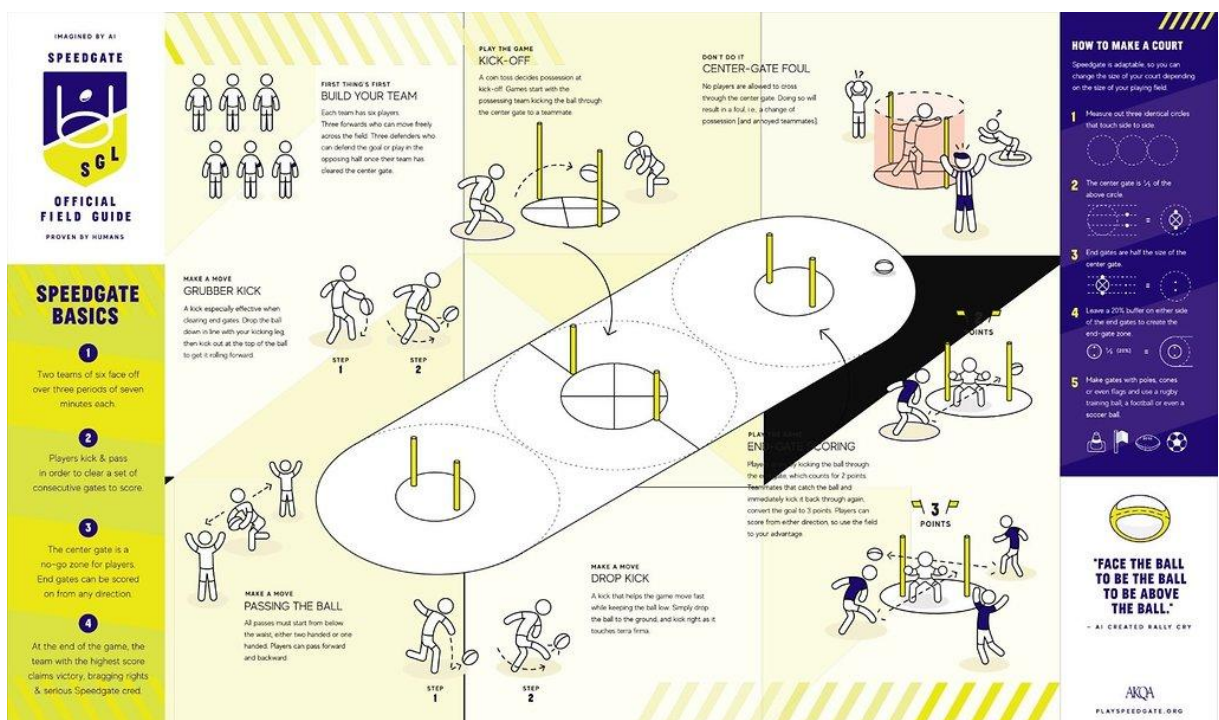 IMAGINED BY AI
SPEEDGATE
SGL
OFFICIAL
FIELD GUIDE
PROVEN BY HUMANS
SPEEDGATE
BASICS
1
Two teams of six face off
over three periods of seven
minutes each.
2
Players kick & pass
in order to clear a set of
consecutive gates to score.
3
The center gate is a
no-go zone for players.
End gates can be scored
on from any direction.
4
At the end of the game, the
team with the highest score
claims victory, bragging rights
& serious Speedgate cred.
FIRST THING'S FIRST
BUILD YOUR TEAM
Each team has six players.
Three forwards who can move freely
across the field. Three defenders who
can defend the goal or play in the
opposing half once their team has
cleared the center gate.
PLAY THE GAME
KICK-OFF
A coin toss decides possession at
kick-off. Games start with the
possessing team kicking the ball through
the center gate to a teammate.
DON'T DO IT
CENTER-GATE FOUL
No players are allowed to cross
through the center gate. Doing so will
result in a foul, i.e., a change of
possession [and annoyed teammates].
!?
?
MAKE A MOVE
GRUBBER KICK
A kick especially effective when
clearing end gates. Drop the ball
down in line with your kicking leg,
then kick out at the top of the ball
to get it rolling forward.
STEP
1
STEP
2
MAKE A MOVE
PASSING THE BALL
All passes must start from below
the waist, either two handed or one
handed. Players can pass forward
and backward.
MAKE A MOVE
DROP KICK
A kick that helps the game move fast
while keeping the ball low. Simply drop
the ball to the ground, and kick right as it
touches terra firma.
STEP
1
STEP
2
POINTS
END-GATE SCORING
kicking the ball through
the end gate, which counts for 2 points.
Teammates that catch the ball and
immediately kick it back through again,
convert the goal to 3 points. Players can
score from either direction, so use the field
to your advantage.
3
POINTS
HOW TO MAKE A COURT
Speedgate is adaptable, so you can
change the size of your court depending
on the size of your playing field.
1
Measure out three identical circles
that touch side to side.
2
The center gate is ⅓ of the
above circle.
=
3
End gates are half the size of the
center gate.
=
4
Leave a 20% buffer on either side
of the end gates to create the
end-gate zone.
=
5
Make gates with poles, cones
or even flags and use a rugby
training ball, a football or even a
soccer ball.
"FACE THE BALL
TO BE THE BALL
TO BE ABOVE
THE BALL."
– AI CREATED RALLY CRY
AKQA
PLAYSPEEDGATE.ORG